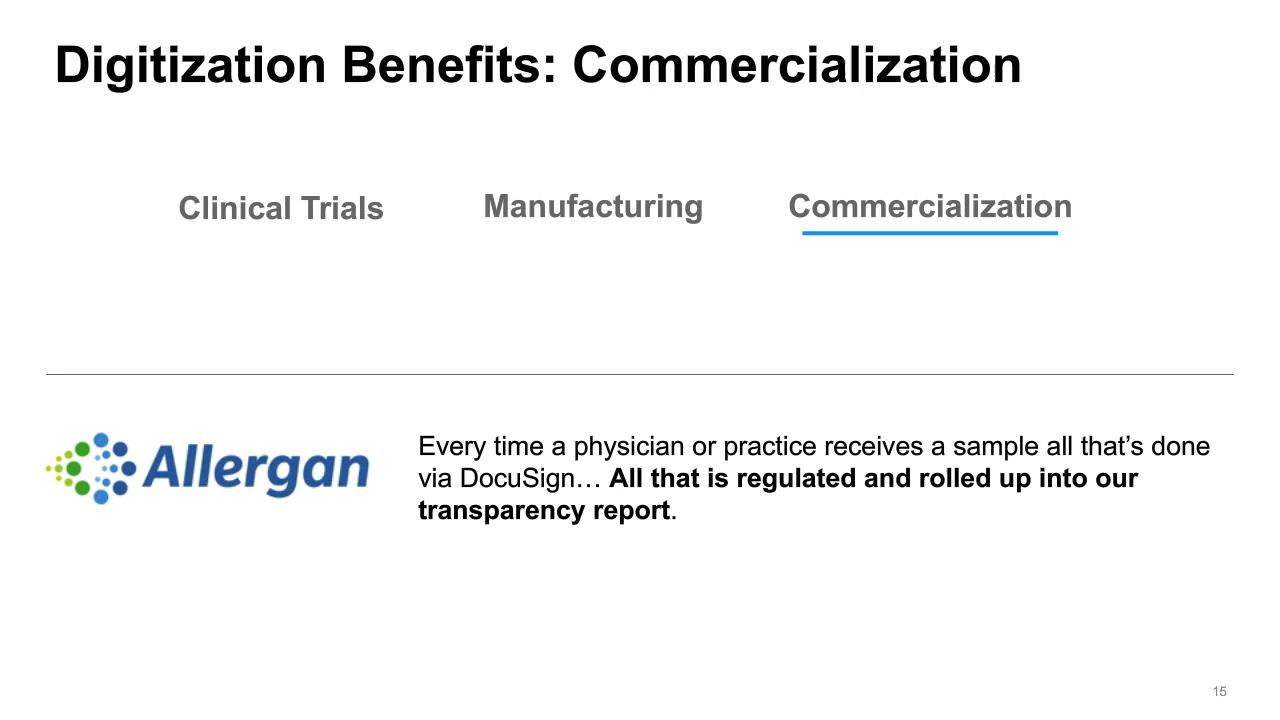 Digitization Benefits: Commercialization
Clinical Trials
Manufacturing
Commercialization
Allergan
Every time a physician or practice receives a sample all that’s done
via DocuSign… All that is regulated and rolled up into our
transparency report.
15